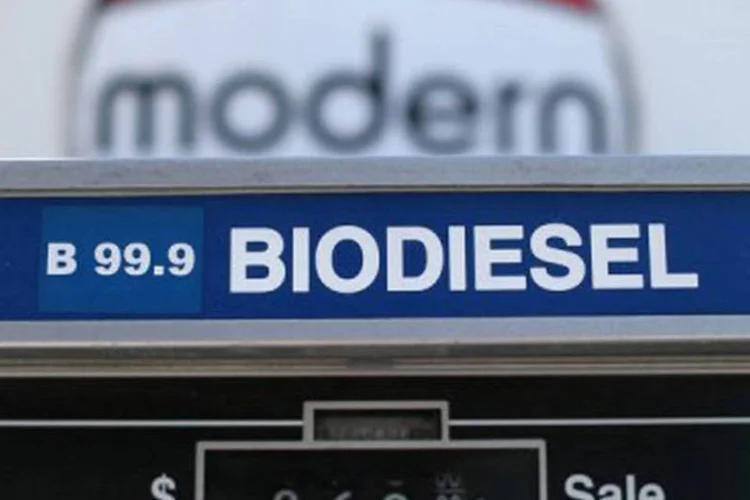 modern
B 99.9 BIODIESEL
$ Sale